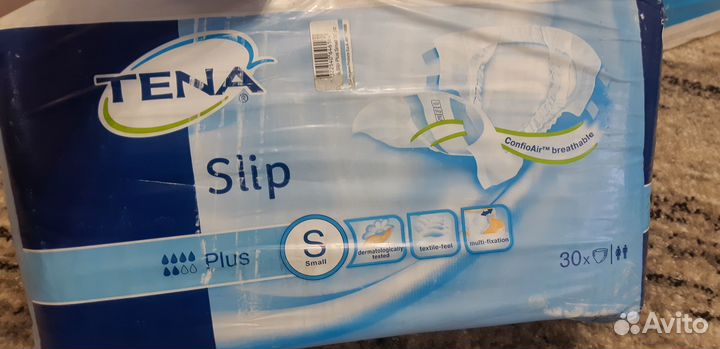 TENA®
Slip
Plus
S
Small
dermatologically
tested
textile-feel
multi-fixation
ConfioAir™ breathable
30x
Avito